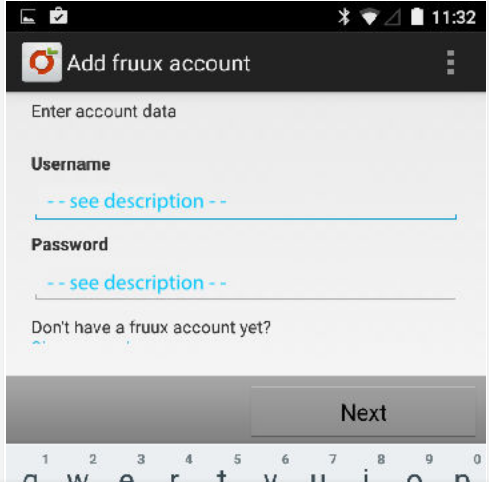 11:32
Add fruux account
Enter account data
Username
- - see description - -
Password
- - see description - -
Don't have a fruux account yet?
Next
1 2 3 4 5 6 7 8 9 0
q w e r t y u i o p